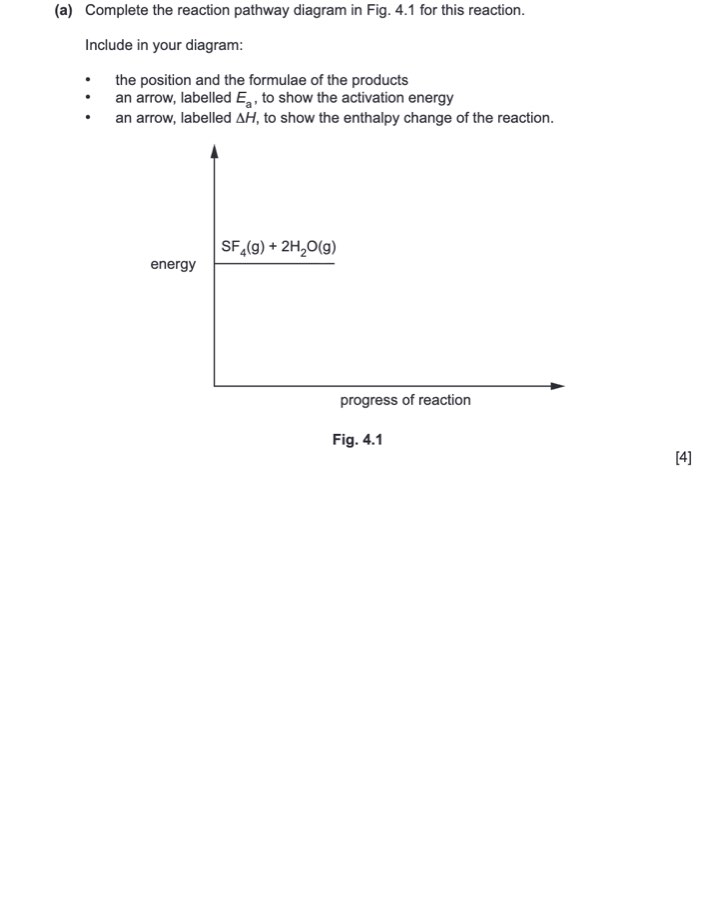 (a) Complete the reaction pathway diagram in Fig. 4.1 for this reaction.
Include in your diagram:
• the position and the formulae of the products
• an arrow, labelled Eₐ, to show the activation energy
• an arrow, labelled ΔH, to show the enthalpy change of the reaction.
SF₄(g) + 2H₂O(g)
energy
progress of reaction
Fig. 4.1
[4]